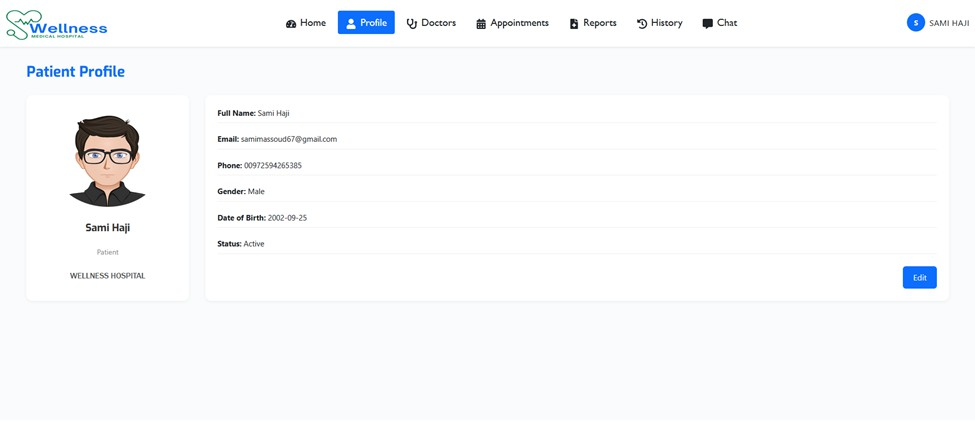 Wellness
MEDICAL HOSPITAL
Home Profile Doctors Appointments Reports History Chat
S SAMI HAJI
Patient Profile
Sami Haji
Patient
WELLNESS HOSPITAL
Full Name: Sami Haji
Email: samimassoud67@gmail.com
Phone: 00972594265385
Gender: Male
Date of Birth: 2002-09-25
Status: Active
Edit